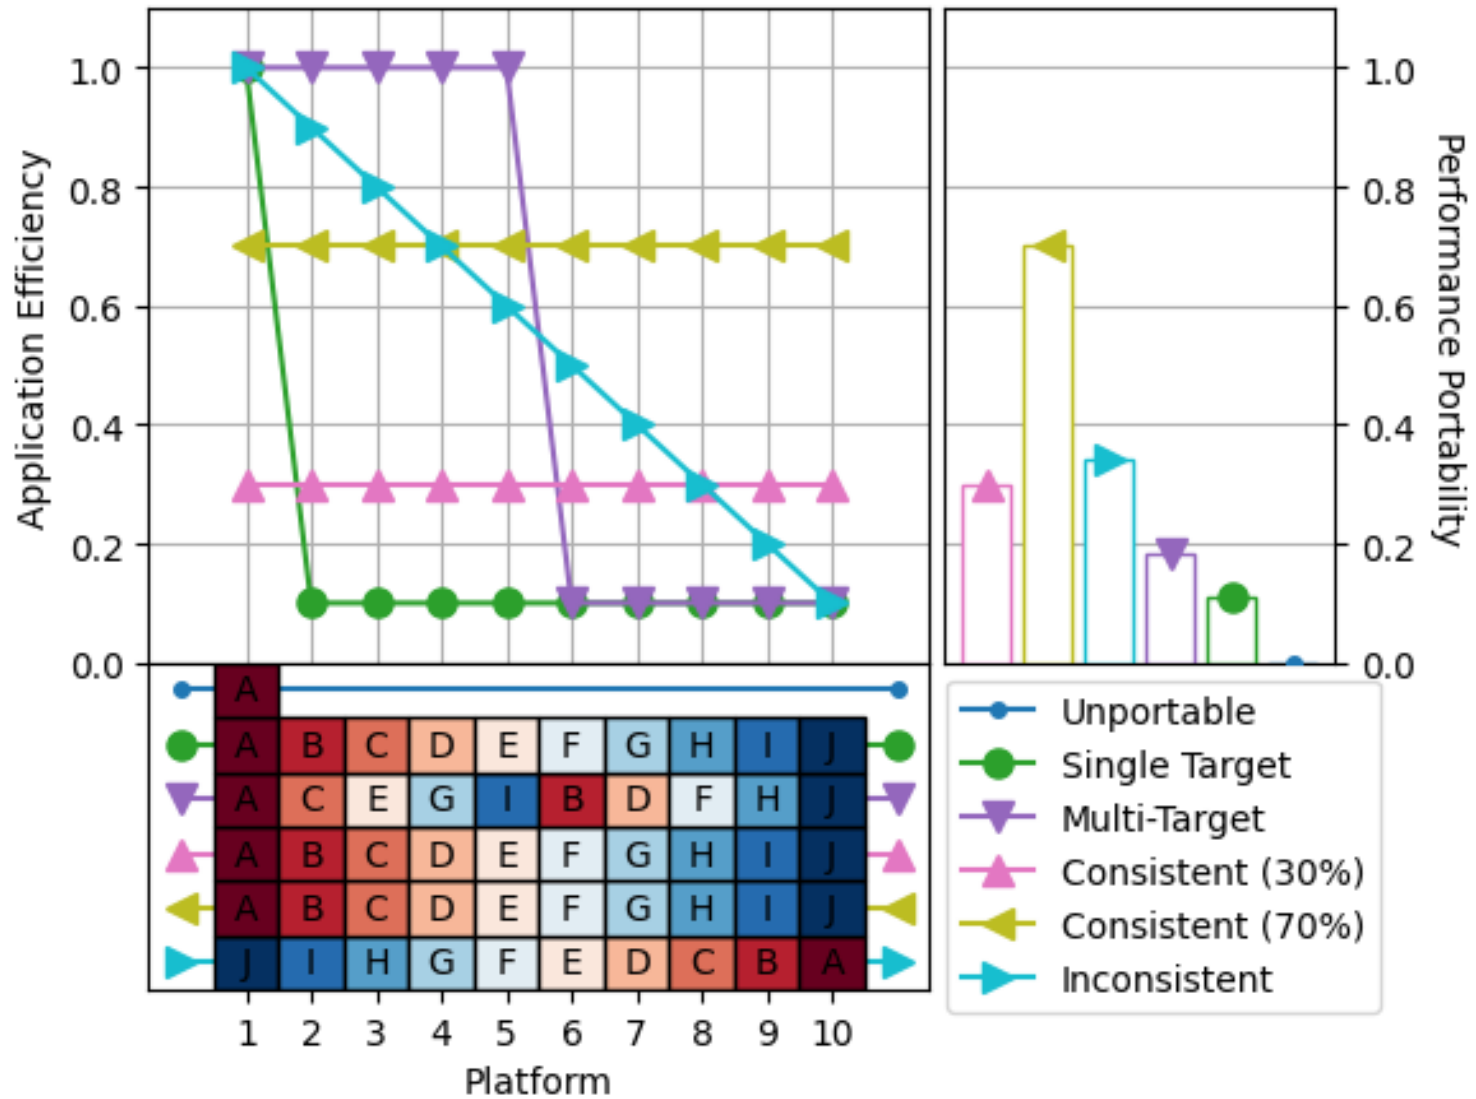 Application Efficiency
1.0
0.8
0.6
0.4
0.2
0.0
1.0
0.8
0.6
0.4
0.2
0.0
Performance Portability
A
A B C D E F G H I J
A C E G I B D F H J
A B C D E F G H I J
A B C D E F G H I J
J I H G F E D C B A
1 2 3 4 5 6 7 8 9 10
Platform
Unportable
Single Target
Multi-Target
Consistent (30%)
Consistent (70%)
Inconsistent